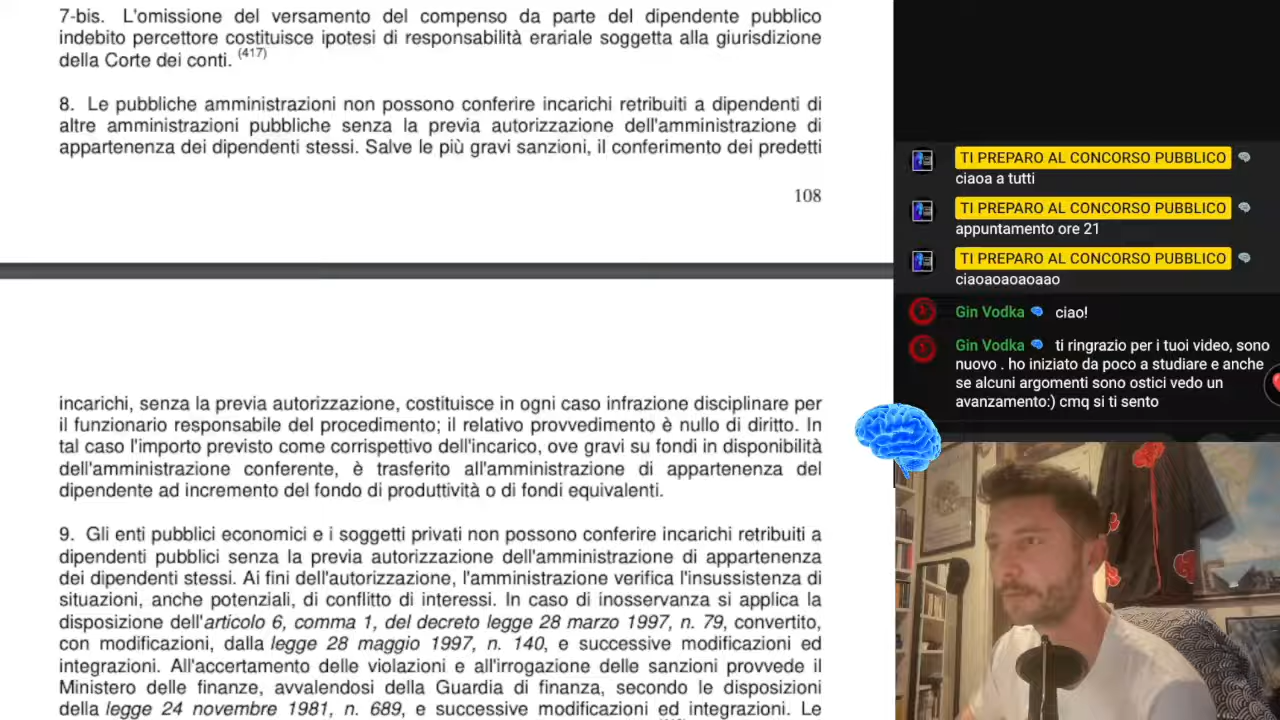 7-bis. L'omissione del versamento del compenso da parte del dipendente pubblico
indebito percettore costituisce ipotesi di responsabilità erariale soggetta alla giurisdizione
della Corte dei conti. (417)
8. Le pubbliche amministrazioni non possono conferire incarichi retribuiti a dipendenti di
altre amministrazioni pubbliche senza la previa autorizzazione dell'amministrazione di
appartenenza dei dipendenti stessi. Salve le più gravi sanzioni, il conferimento dei predetti
108
incarichi, senza la previa autorizzazione, costituisce in ogni caso infrazione disciplinare per
il funzionario responsabile del procedimento; il relativo provvedimento è nullo di diritto. In
tal caso l'importo previsto come corrispettivo dell'incarico, ove gravi su fondi in disponibilità
dell'amministrazione conferente, è trasferito all'amministrazione di appartenenza del
dipendente ad incremento del fondo di produttività o di fondi equivalenti.
9. Gli enti pubblici economici e i soggetti privati non possono conferire incarichi retribuiti a
dipendenti pubblici senza la previa autorizzazione dell'amministrazione di appartenenza
dei dipendenti stessi. Ai fini dell'autorizzazione, l'amministrazione verifica l'insussistenza di
situazioni, anche potenziali, di conflitto di interessi. In caso di inosservanza si applica la
disposizione dell'articolo 6, comma 1, del decreto legge 28 marzo 1997, n. 79, convertito,
con modificazioni, dalla legge 28 maggio 1997, n. 140, e successive modificazioni ed
integrazioni. All'accertamento delle violazioni e all'irrogazione delle sanzioni provvede il
Ministero delle finanze, avvalendosi della Guardia di finanza, secondo le disposizioni
della legge 24 novembre 1981, n. 689, e successive modificazioni ed integrazioni. Le
TI PREPARO AL CONCORSO PUBBLICO
ciaoa a tutti
TI PREPARO AL CONCORSO PUBBLICO
appuntamento ore 21
TI PREPARO AL CONCORSO PUBBLICO
ciaoaoaoaoaao
Gin Vodka ciao!
Gin Vodka ti ringrazio per i tuoi video, sono
nuovo . ho iniziato da poco a studiare e anche
se alcuni argomenti sono ostici vedo un
avanzamento:) cmq si ti sento